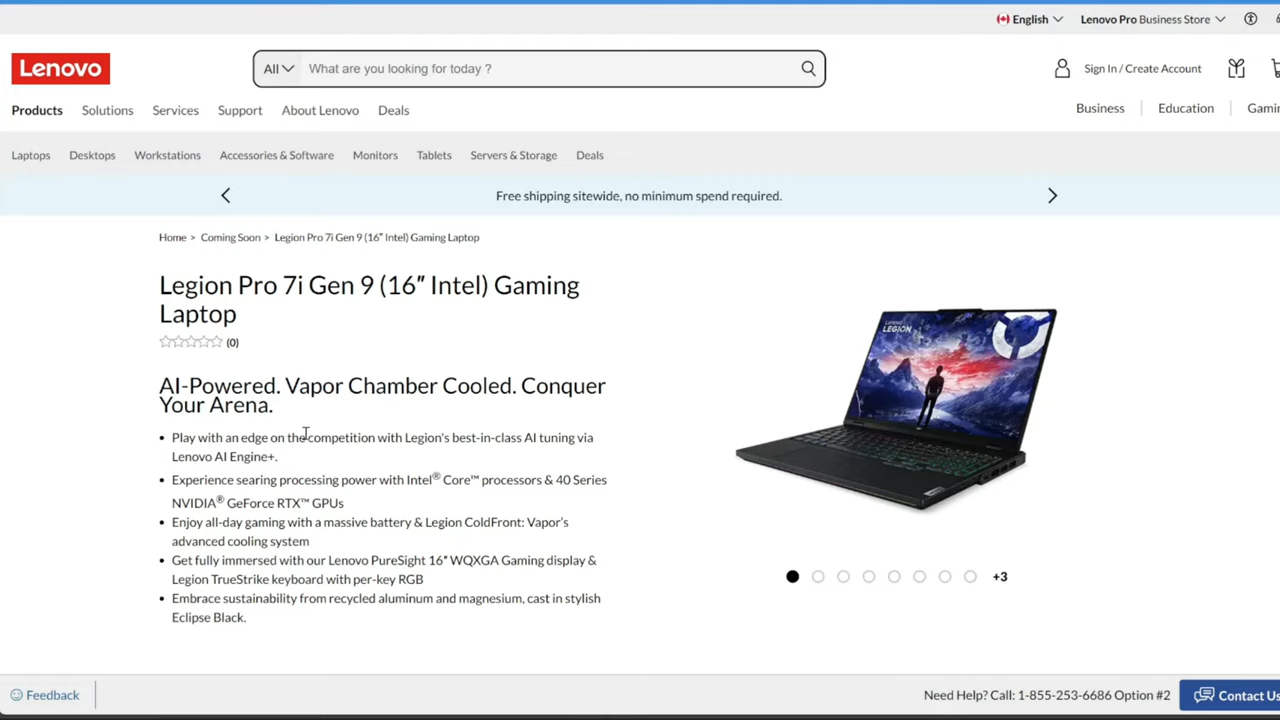 English
Lenovo Pro Business Store
Lenovo
All
What are you looking for today ?
Sign In / Create Account
Products
Solutions
Services
Support
About Lenovo
Deals
Business
Education
Laptops
Desktops
Workstations
Accessories & Software
Monitors
Tablets
Servers & Storage
Deals
Free shipping sitewide, no minimum spend required.
Home > Coming Soon > Legion Pro 7i Gen 9 (16″ Intel) Gaming Laptop
Legion Pro 7i Gen 9 (16″ Intel) Gaming
Laptop
(0)
AI-Powered. Vapor Chamber Cooled. Conquer
Your Arena.
• Play with an edge on the competition with Legion's best-in-class AI tuning via
Lenovo AI Engine+.
• Experience searing processing power with Intel® Core™ processors & 40 Series
NVIDIA® GeForce RTX™ GPUs
• Enjoy all-day gaming with a massive battery & Legion ColdFront: Vapor's
advanced cooling system
• Get fully immersed with our Lenovo PureSight 16″ WQXGA Gaming display &
Legion TrueStrike keyboard with per-key RGB
• Embrace sustainability from recycled aluminum and magnesium, cast in stylish
Eclipse Black.
LENOVO
LEGION
+3
Feedback
Need Help? Call: 1-855-253-6686 Option #2
Contact Us